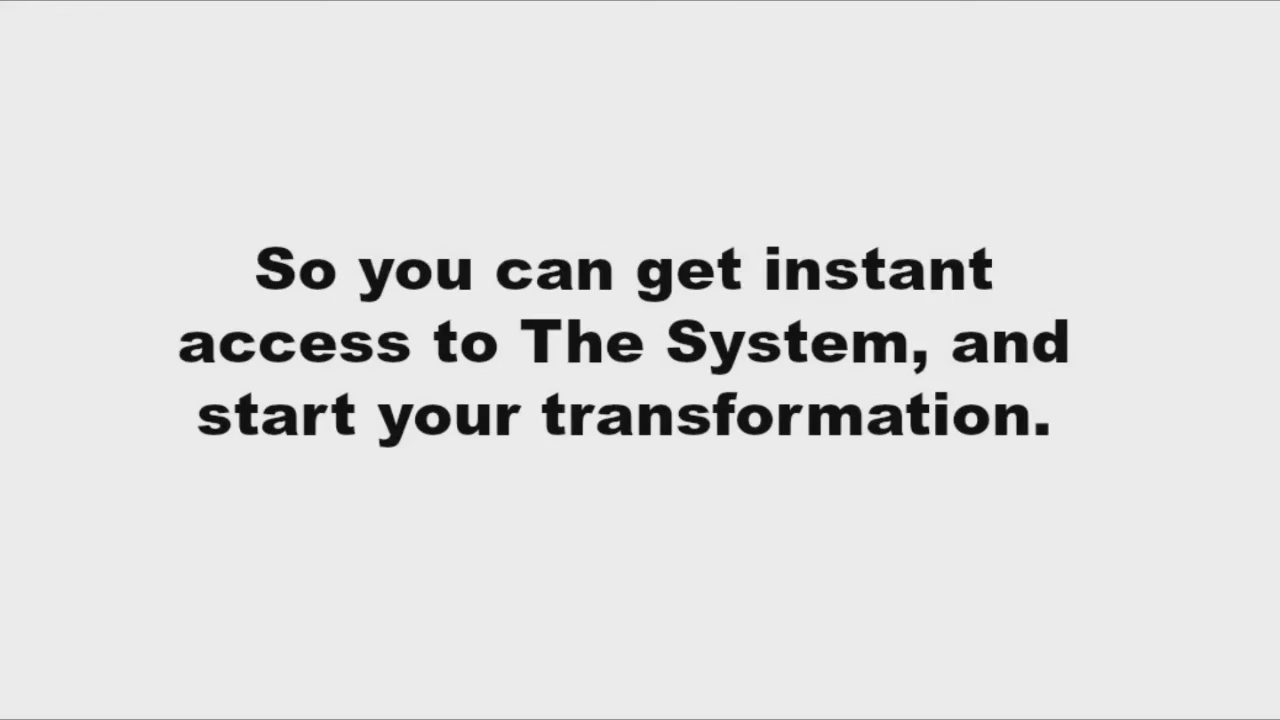 So you can get instant
access to The System, and
start your transformation.